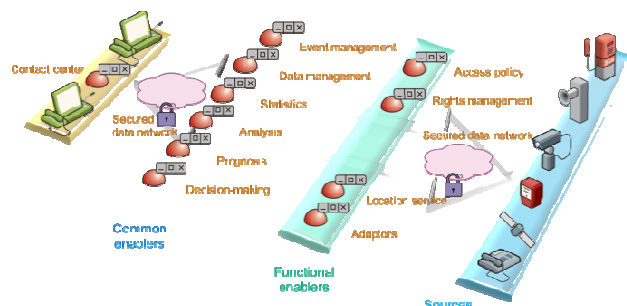 Event management
Contact center
Data management
Access policy
Statistics
Rights management
Secured
data network
Analysis
Secured data network
Prognosis
Decision-making
Location service
Common
enablers
Adaptors
Functional
enablers
Sources